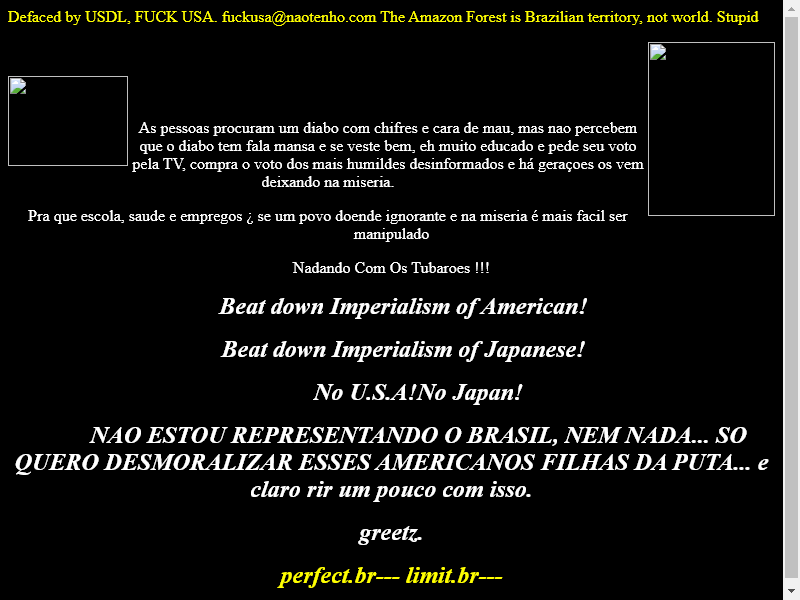 Defaced by USDL, FUCK USA. fuckusa@naotenho.com The Amazon Forest is Brazilian territory, not world. Stupid
As pessoas procuram um diabo com chifres e cara de mau, mas nao percebem
que o diabo tem fala mansa e se veste bem, eh muito educado e pede seu voto
pela TV, compra o voto dos mais humildes desinformados e há geraçoes os vem
deixando na miseria.
Pra que escola, saude e empregos ¿ se um povo doende ignorante e na miseria é mais facil ser
manipulado
Nadando Com Os Tubaroes !!!
Beat down Imperialism of American!
Beat down Imperialism of Japanese!
No U.S.A!No Japan!
NAO ESTOU REPRESENTANDO O BRASIL, NEM NADA... SO
QUERO DESMORALIZAR ESSES AMERICANOS FILHAS DA PUTA... e
claro rir um pouco com isso.
greetz.
perfect.br--- limit.br---